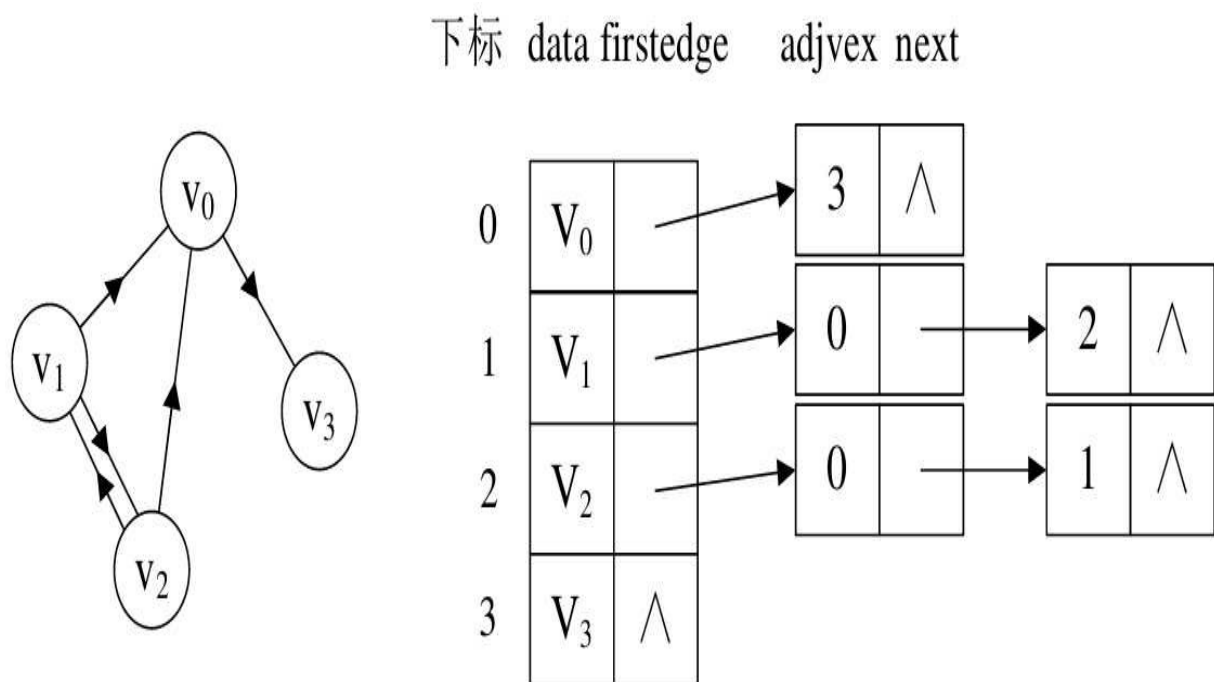 下标 data firstedge adjvex next
v₀
v₁
v₂
v₃
0 V₀ 3 ∧
1 V₁ 0 2 ∧
2 V₂ 0 1 ∧
3 V₃ ∧